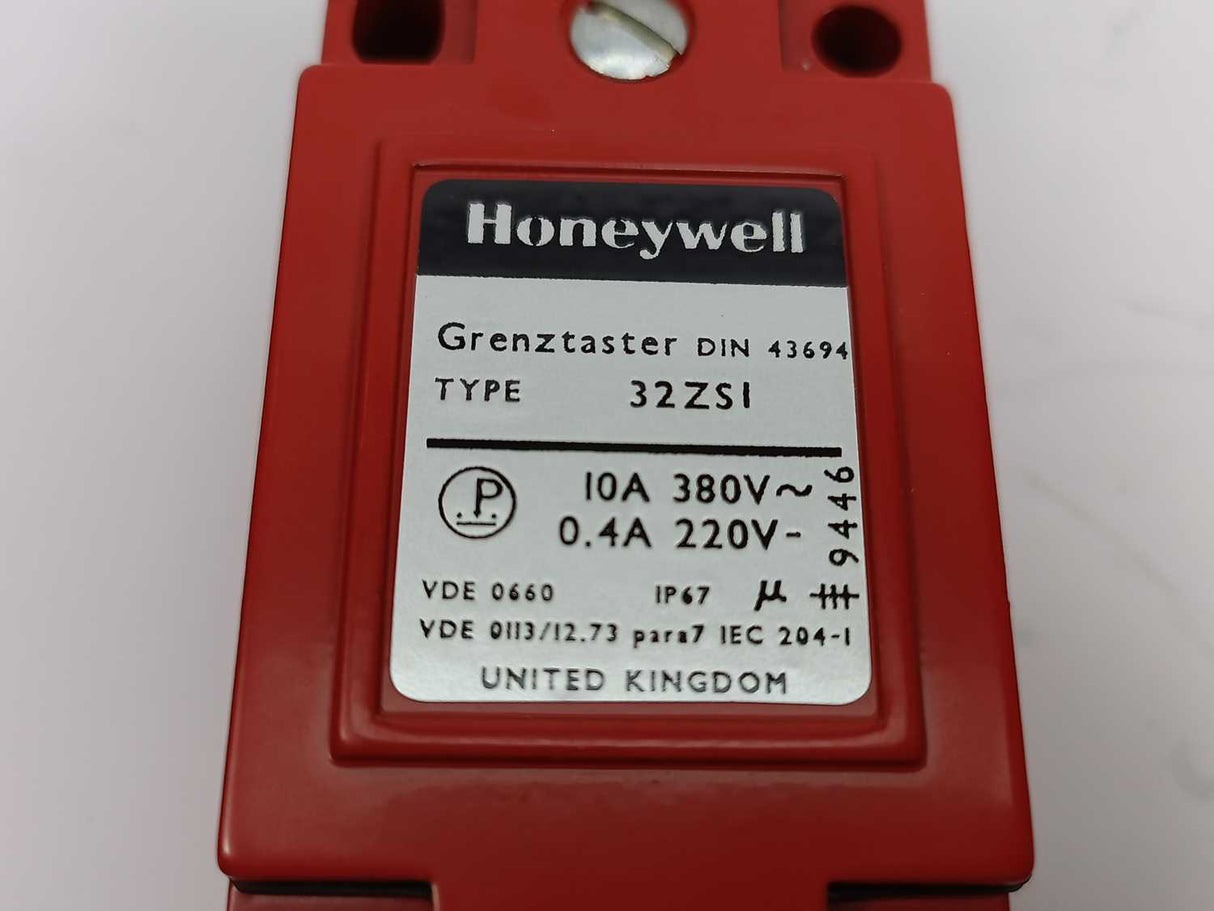 Honeywell
Grenztaster DIN 43694
TYPE 32ZS1
P 10A 380V~
0.4A 220V-
9446
VDE 0660 IP67 µ
VDE 0113/12.73 para7 IEC 204-1
UNITED KINGDOM